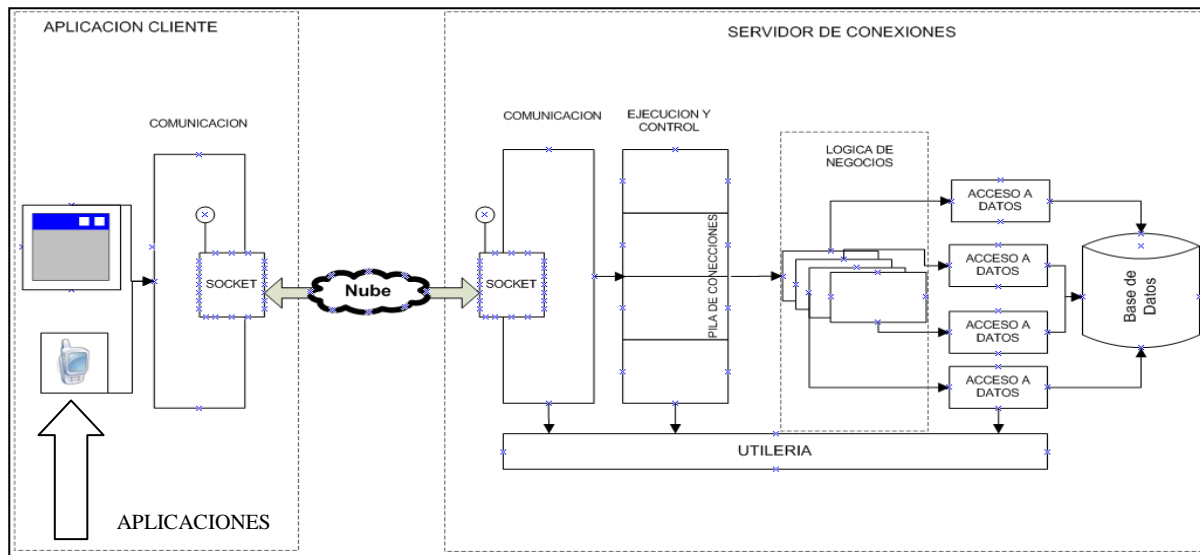 APLICACION CLIENTE
SERVIDOR DE CONEXIONES
COMUNICACION
SOCKET
Nube
COMUNICACION
SOCKET
EJECUCION Y
CONTROL
PILA DE CONECCIONES
LOGICA DE
NEGOCIOS
ACCESO A
DATOS
ACCESO A
DATOS
ACCESO A
DATOS
ACCESO A
DATOS
Base de
Datos
UTILERIA
APLICACIONES